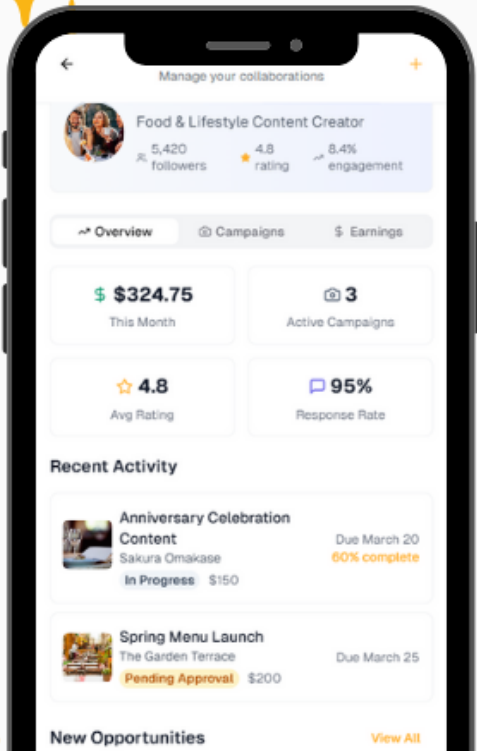 Manage your collaborations
Food & Lifestyle Content Creator
5,420 followers
4.8 rating
8.4% engagement
Overview
Campaigns
$ Earnings
$ $324.75
This Month
3
Active Campaigns
4.8
Avg Rating
95%
Response Rate
Recent Activity
Anniversary Celebration
Content
Sakura Omakase
In Progress $150
Due March 20
60% complete
Spring Menu Launch
The Garden Terrace
Pending Approval $200
Due March 25
New Opportunities
View All